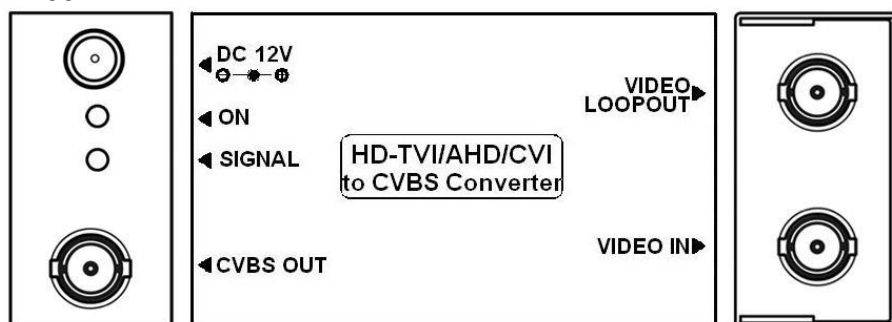 DC 12V
ON
SIGNAL
CVBS OUT
HD-TVI/AHD/CVI
to CVBS Converter
VIDEO
LOOPOUT
VIDEO IN